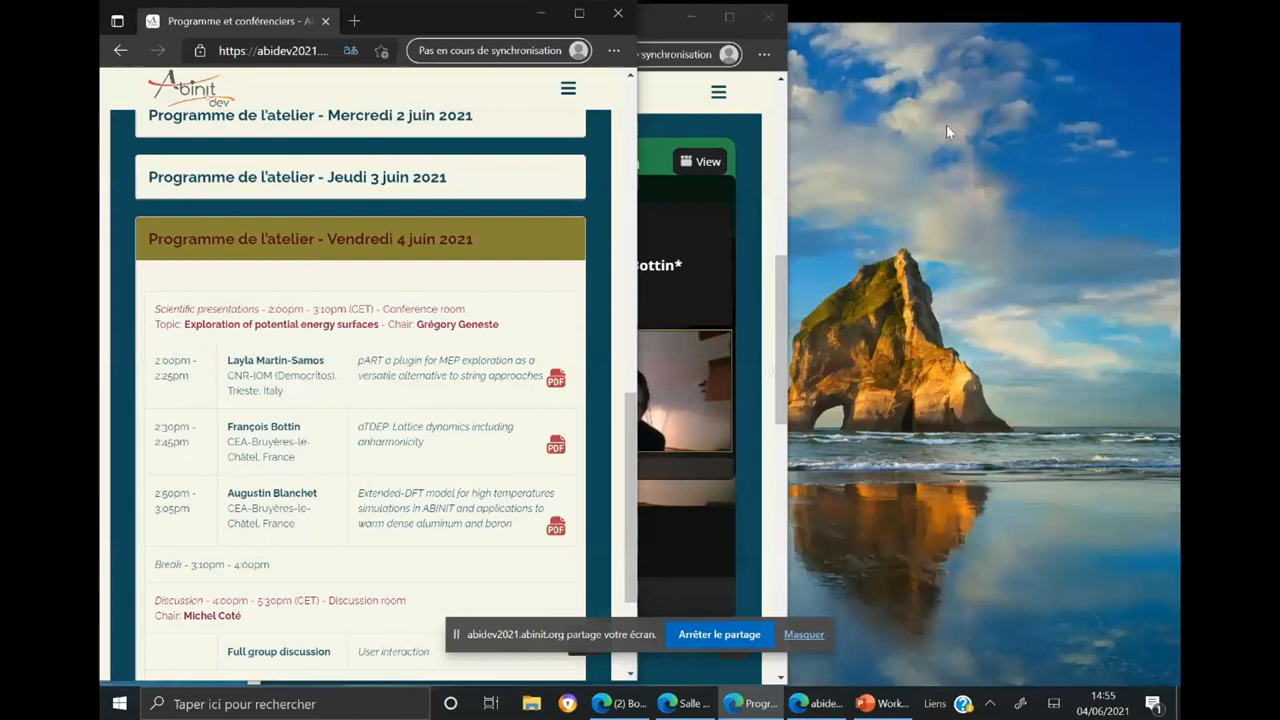 Programme et conférenciers - A
https://abidev2021....
Pas en cours de synchronisation
synchronisation
Abinit
dev
Programme de l'atelier - Mercredi 2 juin 2021
Programme de l'atelier - Jeudi 3 juin 2021
View
Programme de l'atelier - Vendredi 4 juin 2021
ottin*
Scientific presentations - 2:00pm - 3:10pm (CET) - Conference room
Topic: Exploration of potential energy surfaces - Chair: Grégory Geneste
2:00pm -
2:25pm
Layla Martin-Samos
CNR-IOM (Democritos),
Trieste, Italy
pART a plugin for MEP exploration as a
versatile alternative to string approaches
PDF
2:30pm -
2:45pm
François Bottin
CEA-Bruyères-le-
Châtel, France
aTDEP: Lattice dynamics including
anharmonicity
PDF
2:50pm -
3:05pm
Augustin Blanchet
CEA-Bruyères-le-
Châtel, France
Extended-DFT model for high temperatures
simulations in ABINIT and applications to
warm dense aluminum and boron
PDF
Break - 3:10pm - 4:00pm
Discussion - 4:00pm - 5:30pm (CET) - Discussion room
Chair: Michel Coté
Full group discussion
User interaction
abidev2021.abinit.org partage votre écran.
Arrêter le partage
Masquer
Taper ici pour rechercher
(2) Bo...
Salle ...
Progr...
abide...
Work...
Liens
14:55
04/06/2021
1